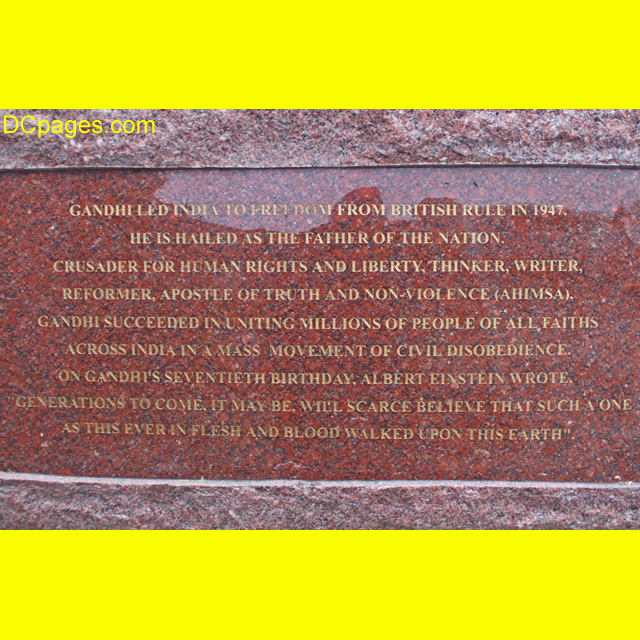 DCpages.com
GANDHI LED INDIA TO FREEDOM FROM BRITISH RULE IN 1947.
HE IS HAILED AS THE FATHER OF THE NATION.
CRUSADER FOR HUMAN RIGHTS AND LIBERTY, THINKER, WRITER,
REFORMER, APOSTLE OF TRUTH AND NON-VIOLENCE (AHIMSA),
GANDHI SUCCEEDED IN UNITING MILLIONS OF PEOPLE OF ALL FAITHS
ACROSS INDIA IN A MASS MOVEMENT OF CIVIL DISOBEDIENCE.
ON GANDHI'S SEVENTIETH BIRTHDAY, ALBERT EINSTEIN WROTE,
"GENERATIONS TO COME, IT MAY BE, WILL SCARCE BELIEVE THAT SUCH A ONE
AS THIS EVER IN FLESH AND BLOOD WALKED UPON THIS EARTH".